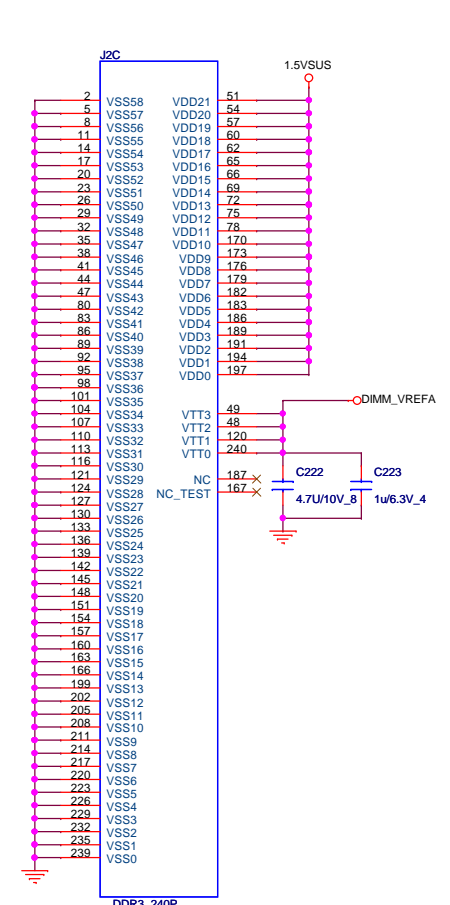 J2C
1.5VSUS
2 VSS58 VDD21 51
5 VSS57 VDD20 54
8 VSS56 VDD19 57
11 VSS55 VDD18 60
14 VSS54 VDD17 62
17 VSS53 VDD16 65
20 VSS52 VDD15 66
23 VSS51 VDD14 69
26 VSS50 VDD13 72
29 VSS49 VDD12 75
32 VSS48 VDD11 78
35 VSS47 VDD10 170
38 VSS46 VDD9 173
41 VSS45 VDD8 176
44 VSS44 VDD7 179
47 VSS43 VDD6 182
80 VSS42 VDD5 183
83 VSS41 VDD4 186
86 VSS40 VDD3 189
89 VSS39 VDD2 191
92 VSS38 VDD1 194
95 VSS37 VDD0 197
98 VSS36
101 VSS35 DIMM_VREFA
104 VSS34 VTT3 49
107 VSS33 VTT2 48
110 VSS32 VTT1 120
113 VSS31 VTT0 240
116 VSS30
121 VSS29 NC 187 C222 C223
124 VSS28 NC_TEST 167
127 VSS27 4.7U/10V_8 1u/6.3V_4
130 VSS26
133 VSS25
136 VSS24
139 VSS23
142 VSS22
145 VSS21
148 VSS20
151 VSS19
154 VSS18
157 VSS17
160 VSS16
163 VSS15
166 VSS14
199 VSS13
202 VSS12
205 VSS11
208 VSS10
211 VSS9
214 VSS8
217 VSS7
220 VSS6
223 VSS5
226 VSS4
229 VSS3
232 VSS2
235 VSS1
239 VSS0
DDR3_240P